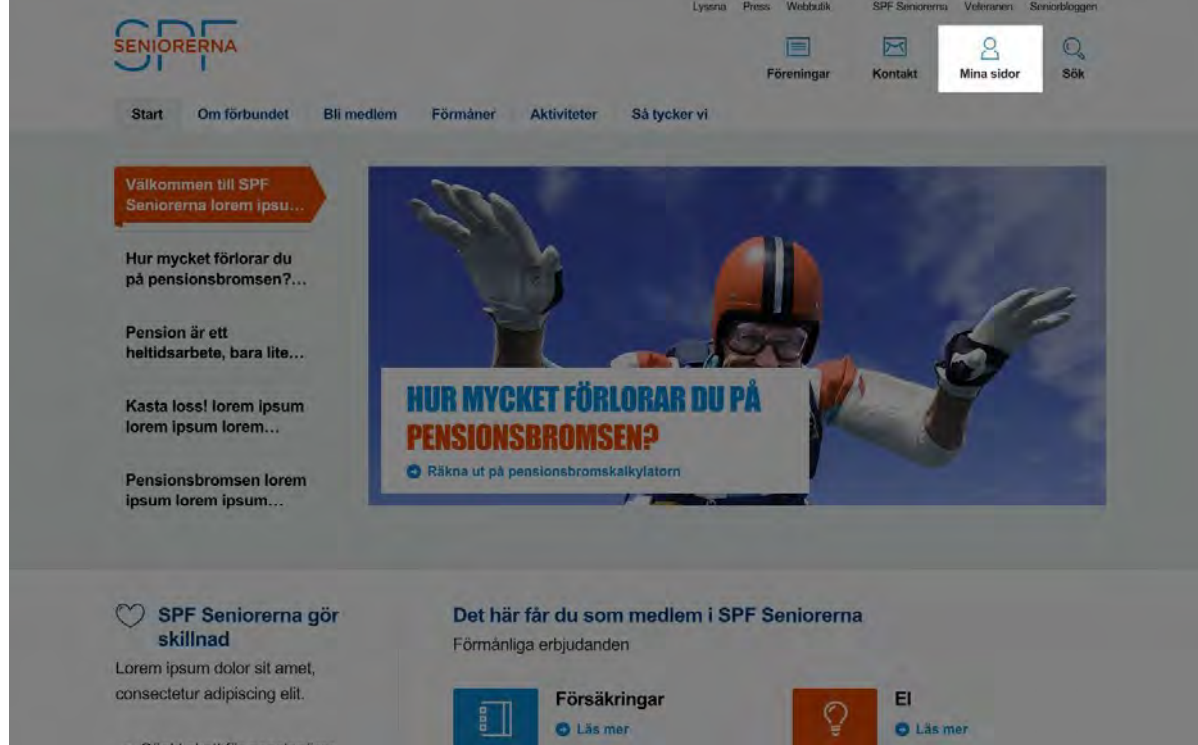 Lyssna Press Webbutik SPF Seniorerna Veteranen Seniorbloggen
SPF
SENIORERNA
Föreningar Kontakt Mina sidor Sök
Start Om förbundet Bli medlem Förmåner Aktiviteter Så tycker vi
Välkommen till SPF
Seniorerna lorem ipsu...
Hur mycket förlorar du
på pensionsbromsen?...
Pension är ett
heltidsarbete, bara lite...
Kasta loss! lorem ipsum
lorem ipsum lorem...
Pensionsbromsen lorem
ipsum lorem ipsum...
HUR MYCKET FÖRLORAR DU PÅ
PENSIONSBROMSEN?
Räkna ut på pensionsbromskalkylatorn
SPF Seniorerna gör
skillnad
Lorem ipsum dolor sit amet,
consectetur adipiscing elit.
Det här får du som medlem i SPF Seniorerna
Förmånliga erbjudanden
Försäkringar
Läs mer
El
Läs mer